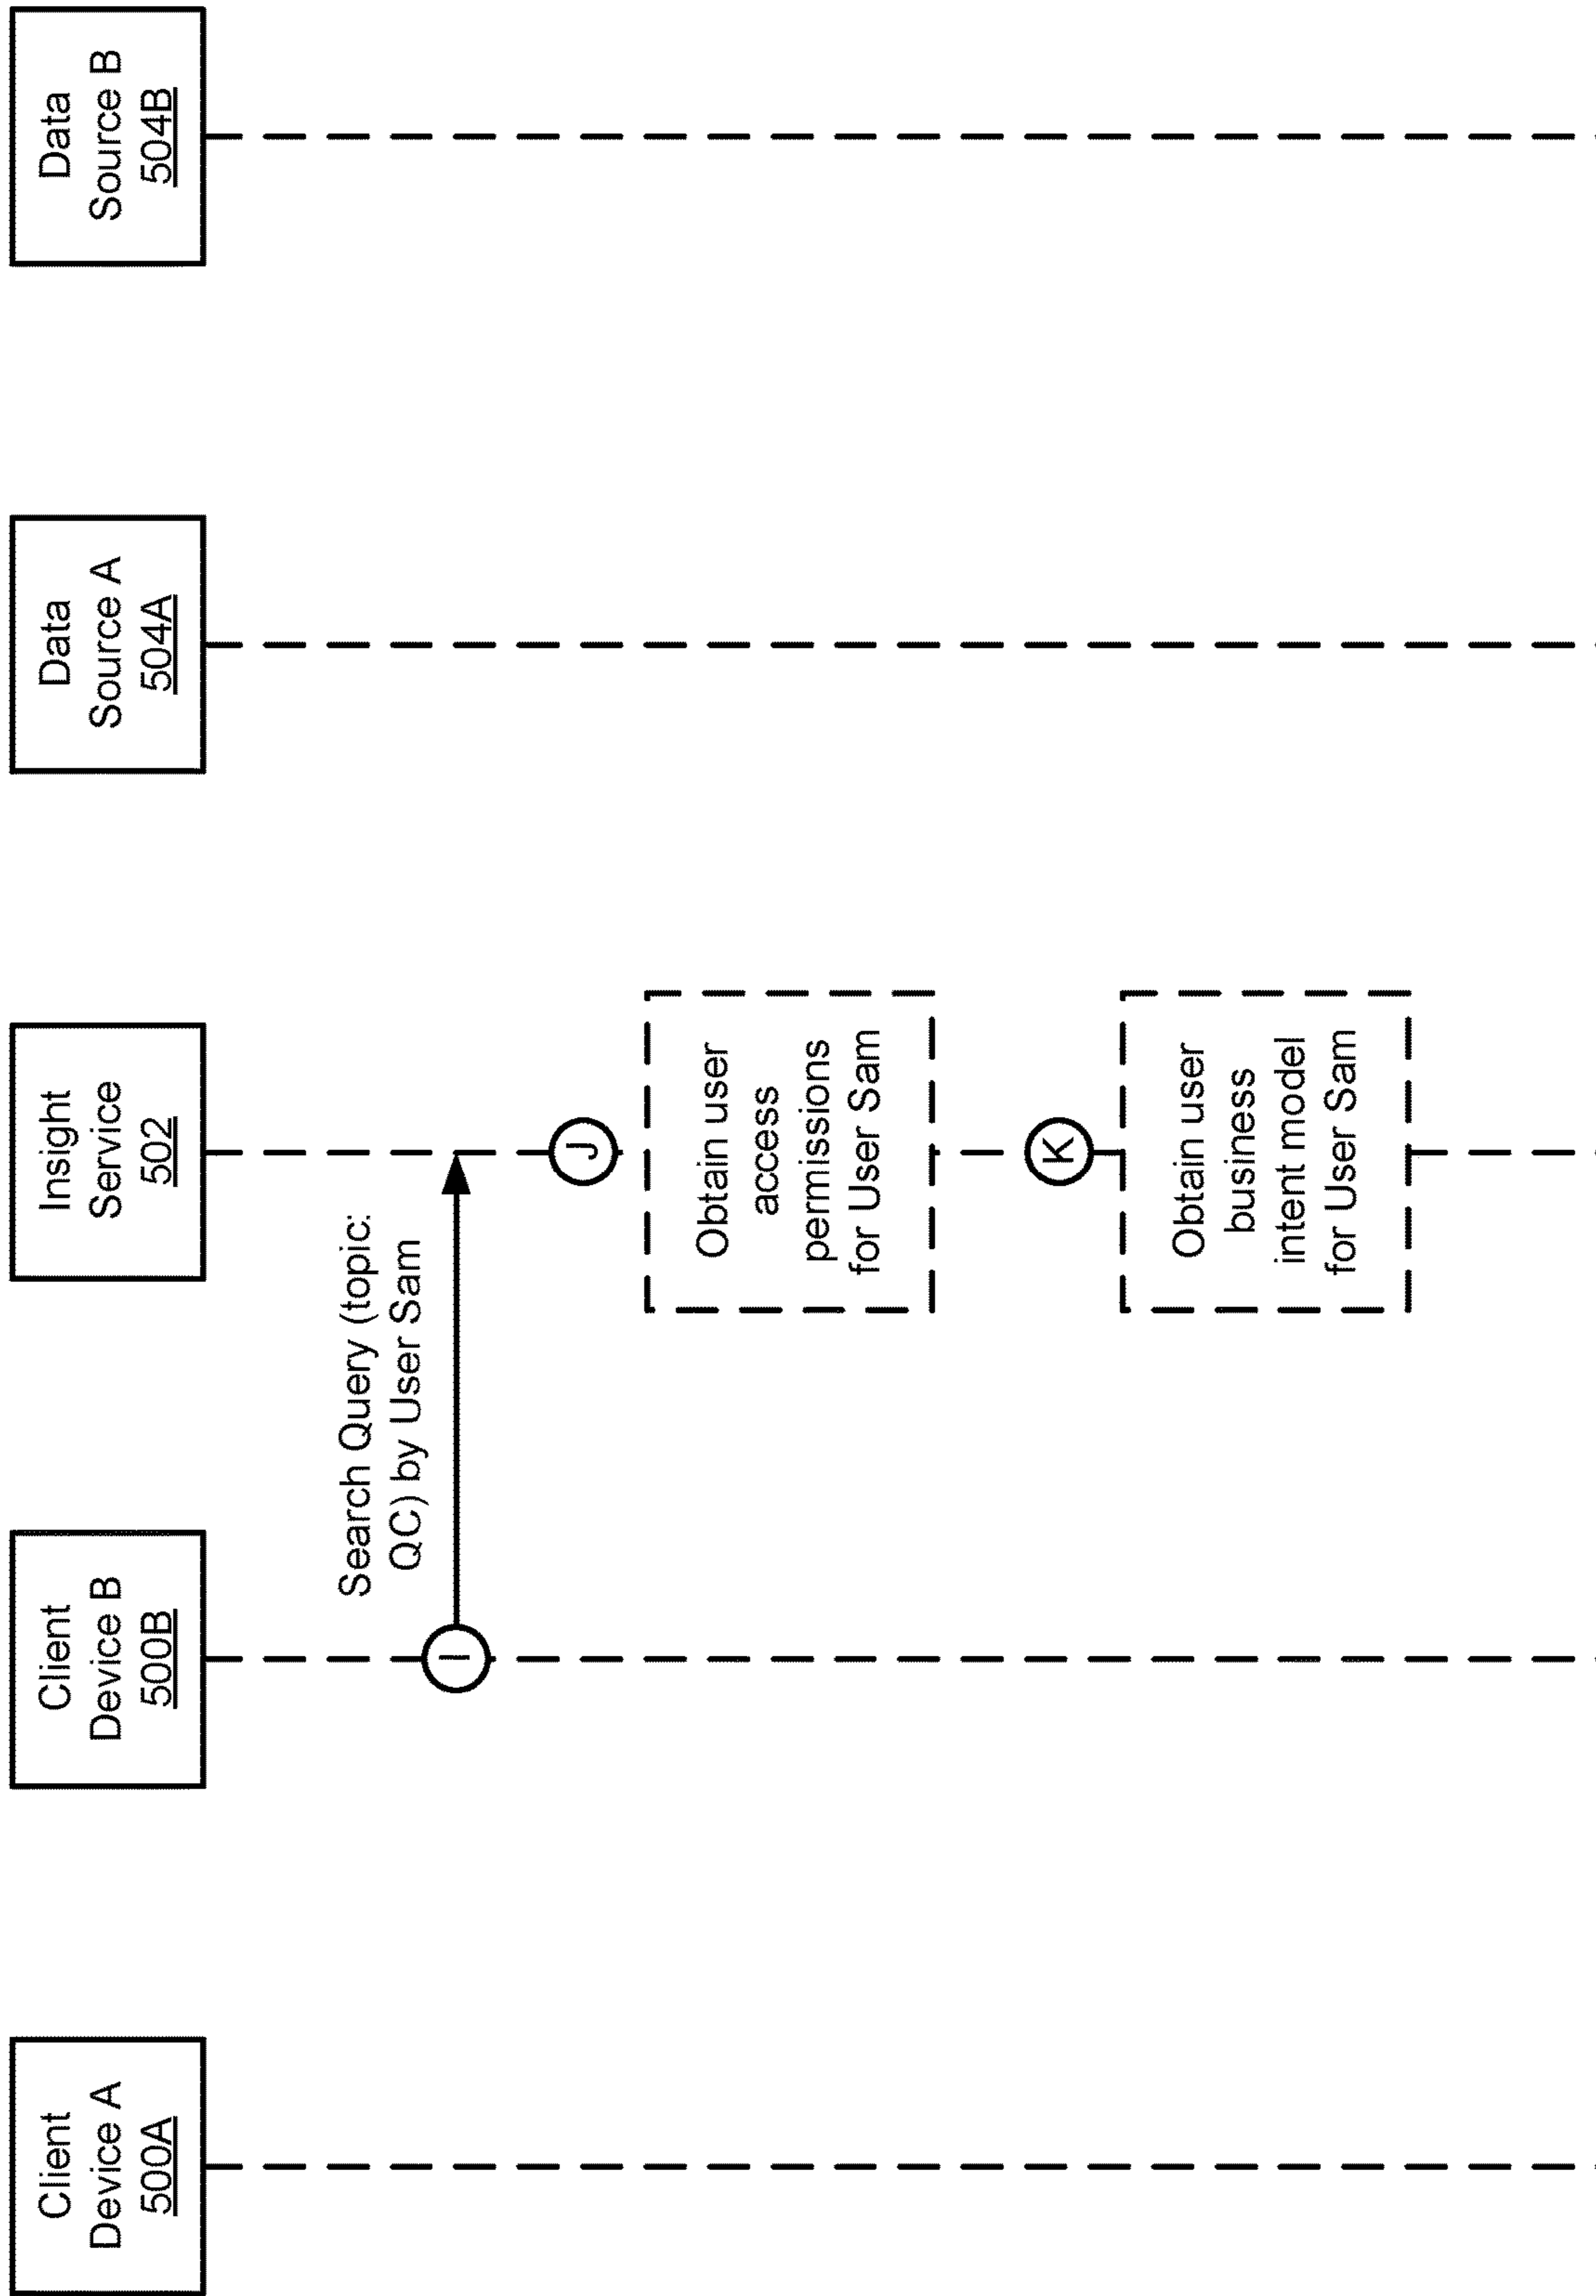 Client
Device A
500A
Client
Device B
500B
Insight
Service
502
Data
Source A
504A
Data
Source B
504B
Search Query (topic:
QC) by User Sam
I
J
Obtain user
access
permissions
for User Sam
K
Obtain user
business
intent model
for User Sam